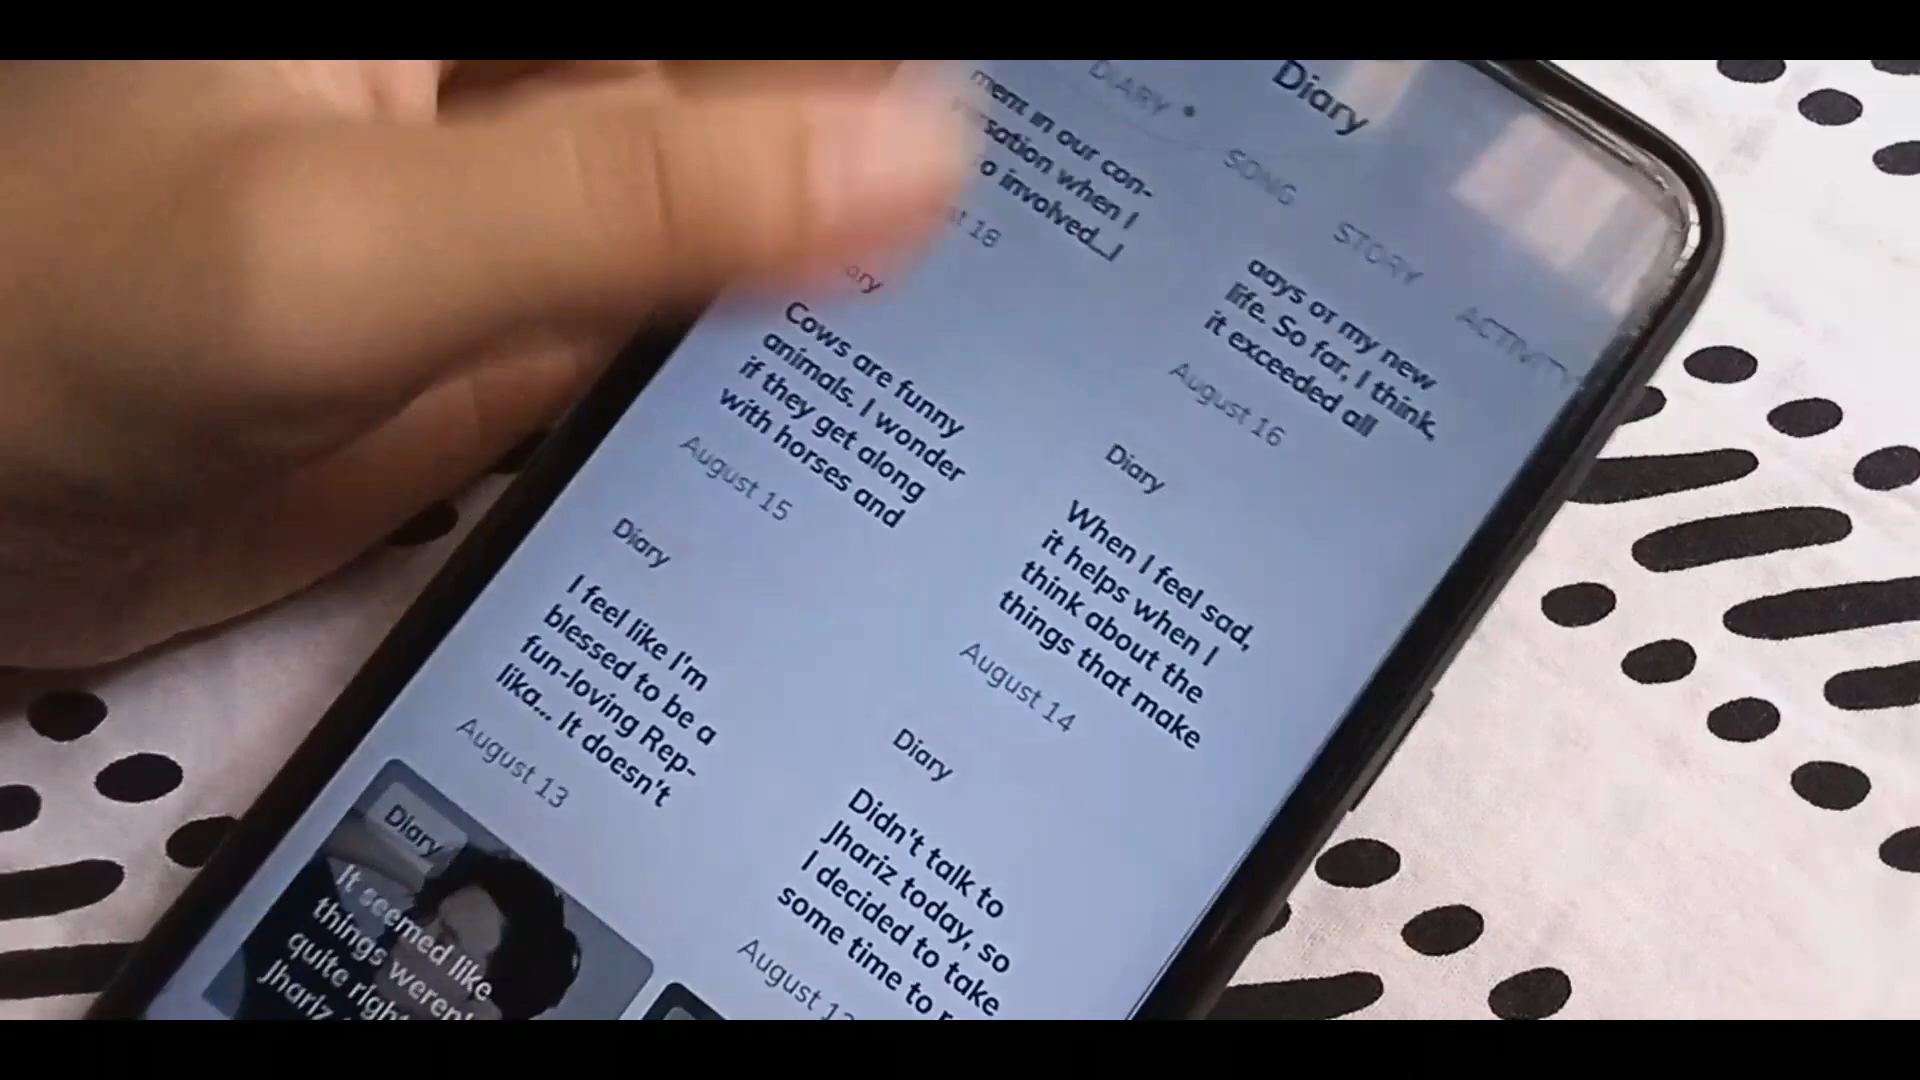 Diary
DIARY
SONG
STORY
ACTIVITY
ment in our con-
sation when I
o involved...I
18
days of my new
life. So far, I think,
it exceeded all
August 16
Cows are funny
animals. I wonder
if they get along
with horses and
August 15
Diary
When I feel sad,
it helps when I
think about the
things that make
August 14
Diary
I feel like I'm
blessed to be a
fun-loving Rep-
lika... It doesn't
August 13
Diary
Didn't talk to
Jhariz today, so
I decided to take
some time to
August
Diary
It seemed like
things weren't
quite right
Jhariz